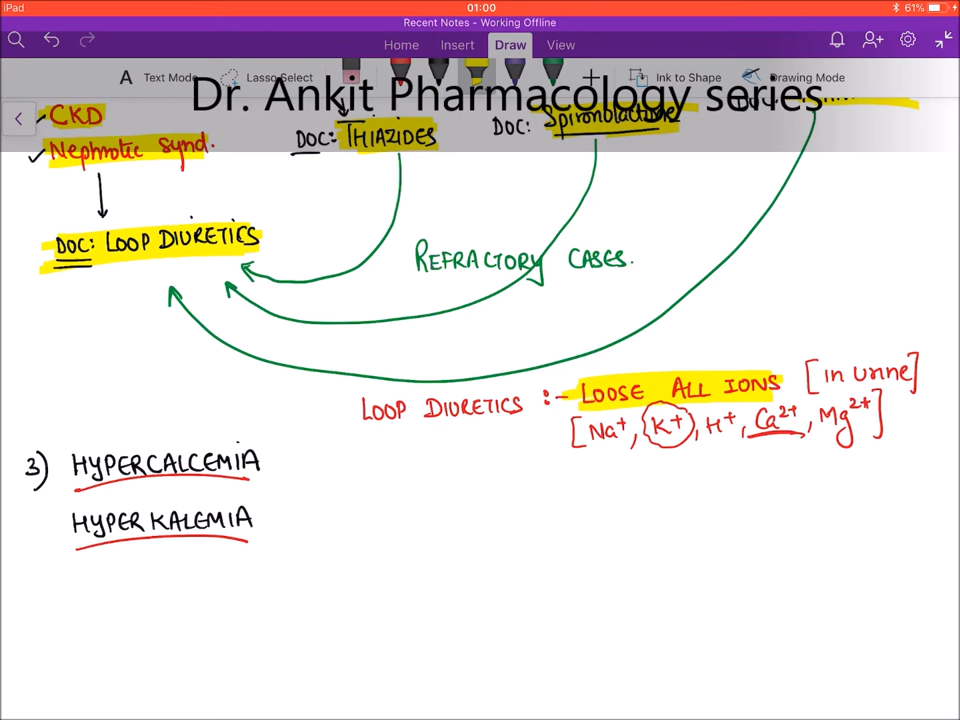 iPad 01:00 61%
Recent Notes - Working Offline
Home Insert Draw View
A Text Mode Lasso Select Ink to Shape Drawing Mode
Dr. Ankit Pharmacology series
CKD
Nephrotic Synd.
DOC: THIAZIDES
DOC: Spironolactone
DOC: LOOP DIURETICS
REFRACTORY CASES.
LOOP DIURETICS :- LOOSE ALL IONS [in urine]
[Na+, K+, H+, Ca2+, Mg2+]
3) HYPERCALCEMIA
HYPERKALEMIA